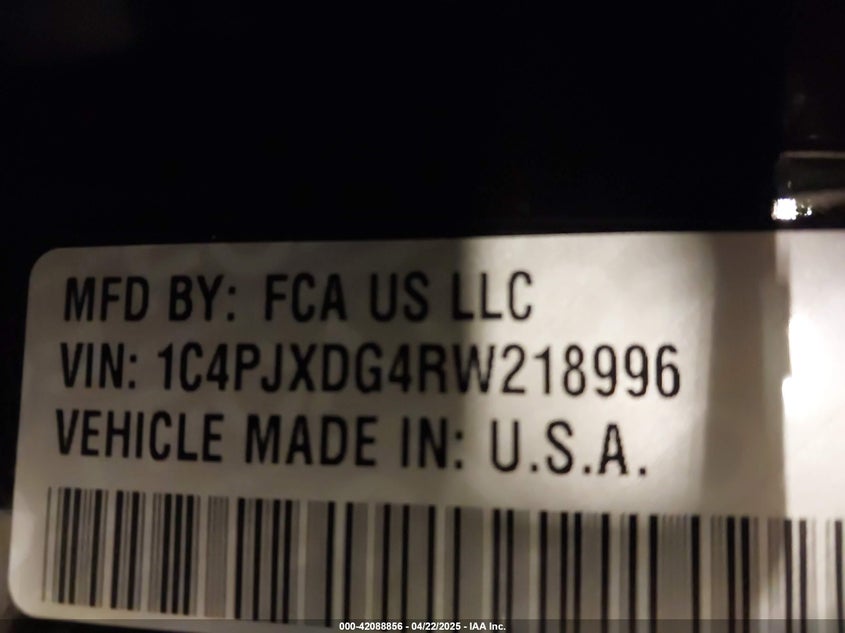 MFD BY: FCA US LLC
VIN: 1C4PJXDG4RW218996
VEHICLE MADE IN: U.S.A.
000-42088856 - 04/22/2025 - IAA Inc.